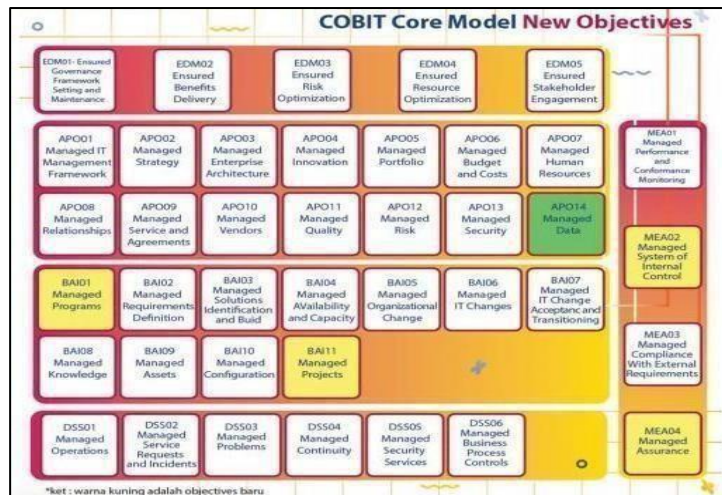 COBIT Core Model New Objectives
EDM01- Ensured
Governance
Framework
Setting and
Maintenance
EDM02
Ensured
Benefits
Delivery
EDM03
Ensured
Risk
Optimization
EDM04
Ensured
Resource
Optimization
EDM05
Ensured
Stakeholder
Engagement
APO01
Managed IT
Management
Framework
APO02
Managed
Strategy
APO03
Managed
Enterprise
Architecture
APO04
Managed
Innovation
APO05
Managed
Portfolio
APO06
Managed
Budget
and Costs
APO07
Managed
Human
Resources
APO08
Managed
Relationships
APO09
Managed
Service and
Agreements
APO10
Managed
Vendors
APO11
Managed
Quality
APO12
Managed
Risk
APO13
Managed
Security
APO14
Managed
Data
BAI01
Managed
Programs
BAI02
Managed
Requirements
Definition
BAI03
Managed
Solutions
Identification
and Buid
BAI04
Managed
AVailability
and Capacity
BAI05
Managed
Organizational
Change
BAI06
Managed
IT Changes
BAI07
Managed
IT Change
Acceptanc and
Transitioning
BAI08
Managed
Knowledge
BAI09
Managed
Assets
BAI10
Managed
Configuration
BAI11
Managed
Projects
DSS01
Managed
Operations
DSS02
Managed
Service
Requests
and Incidents
DSS03
Managed
Problems
DSS04
Managed
Continuity
DSS05
Managed
Security
Services
DSS06
Managed
Business
Process
Controls
MEA01
Managed
Performance
and
Conformance
Monitoring
MEA02
Managed
System of
Internal
Control
MEA03
Managed
Compliance
With External
Requirements
MEA04
Managed
Assurance
*ket : warna kuning adalah objectives baru